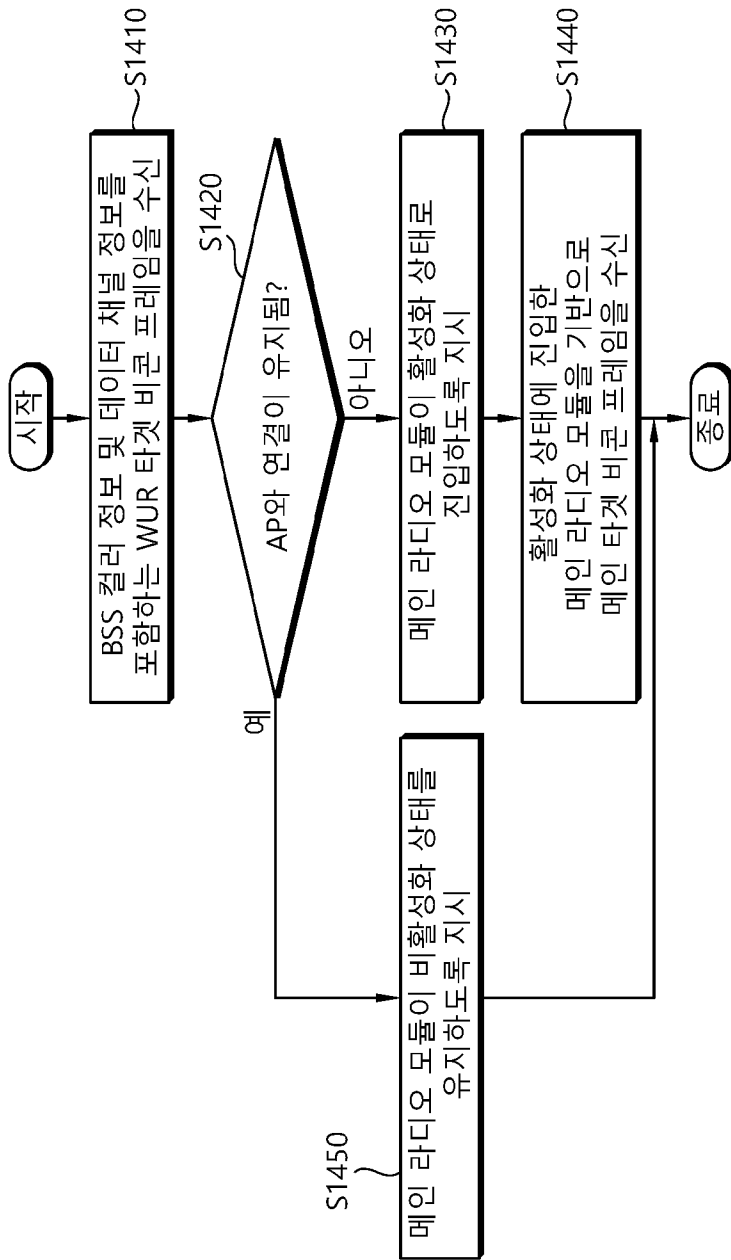 시작
BSS 컬러 정보 및 데이터 채널 정보를
포함하는 WUR 타겟 비콘 프레임을 수신
S1410
AP와 연결이 유지됨?
S1420
예
아니오
메인 라디오 모듈이 활성화 상태로
진입하도록 지시
S1430
활성화 상태에 진입한
메인 라디오 모듈을 기반으로
메인 타겟 비콘 프레임을 수신
S1440
메인 라디오 모듈이 비활성화 상태를
유지하도록 지시
S1450
종료